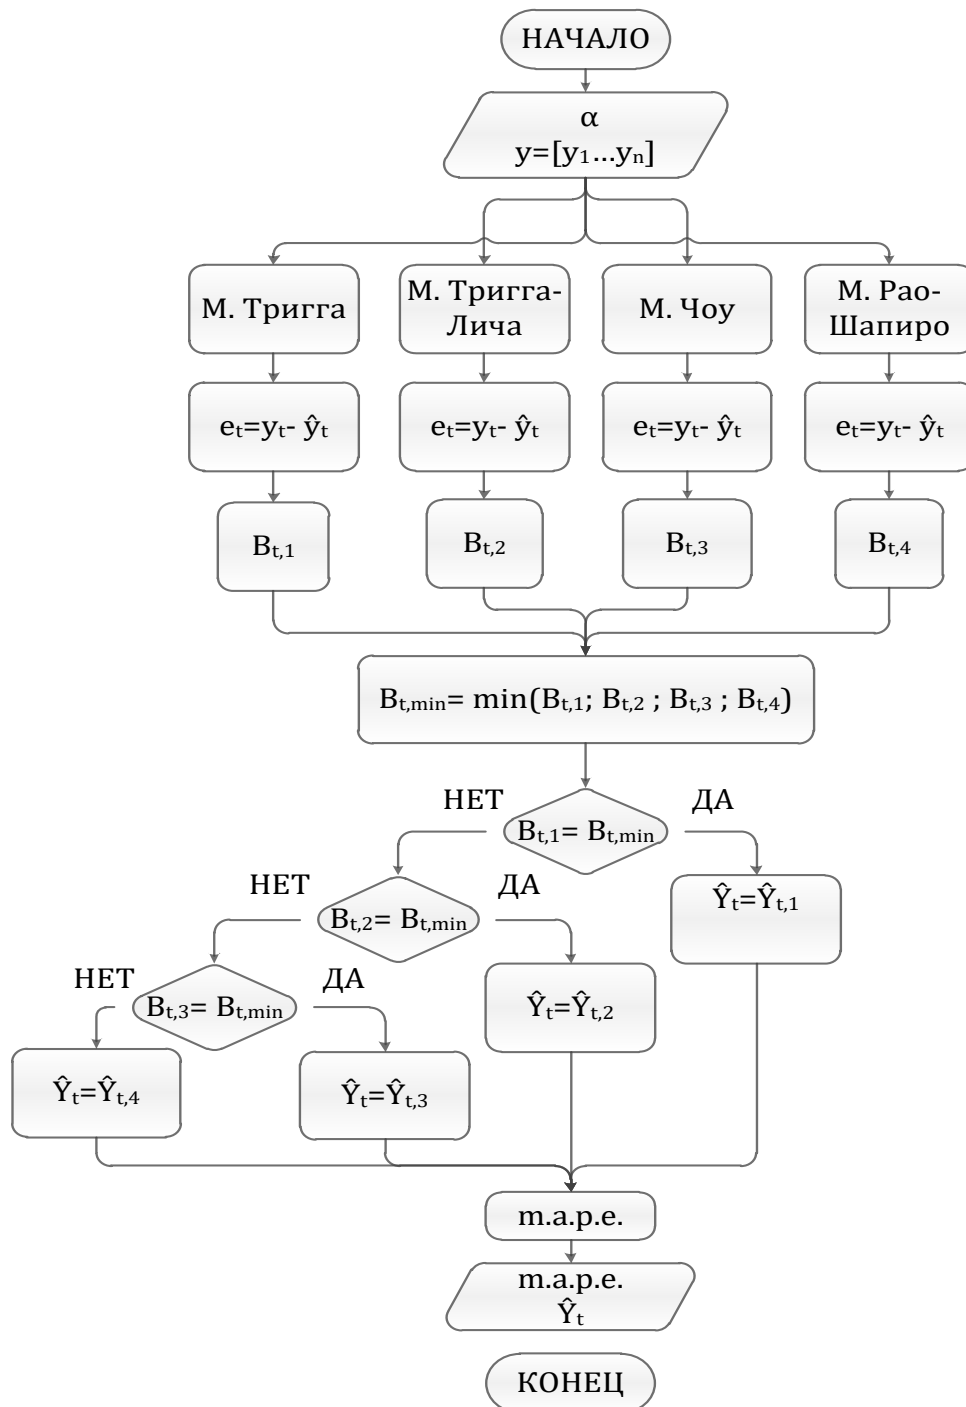 НАЧАЛО
α
y=[y₁...yₙ]
М. Тригга
М. Тригга-
Лича
М. Чоу
М. Рао-
Шапиро
eₜ=yₜ- ŷₜ
eₜ=yₜ- ŷₜ
eₜ=yₜ- ŷₜ
eₜ=yₜ- ŷₜ
Bt,1
Bt,2
Bt,3
Bt,4
Bt,min= min(Bt,1; Bt,2 ; Bt,3 ; Bt,4)
НЕТ
ДА
Bt,1= Bt,min
НЕТ
ДА
Ŷt=Ŷt,1
Bt,2= Bt,min
НЕТ
ДА
Bt,3= Bt,min
Ŷt=Ŷt,2
Ŷt=Ŷt,4
Ŷt=Ŷt,3
m.a.p.e.
m.a.p.e.
Ŷt
КОНЕЦ